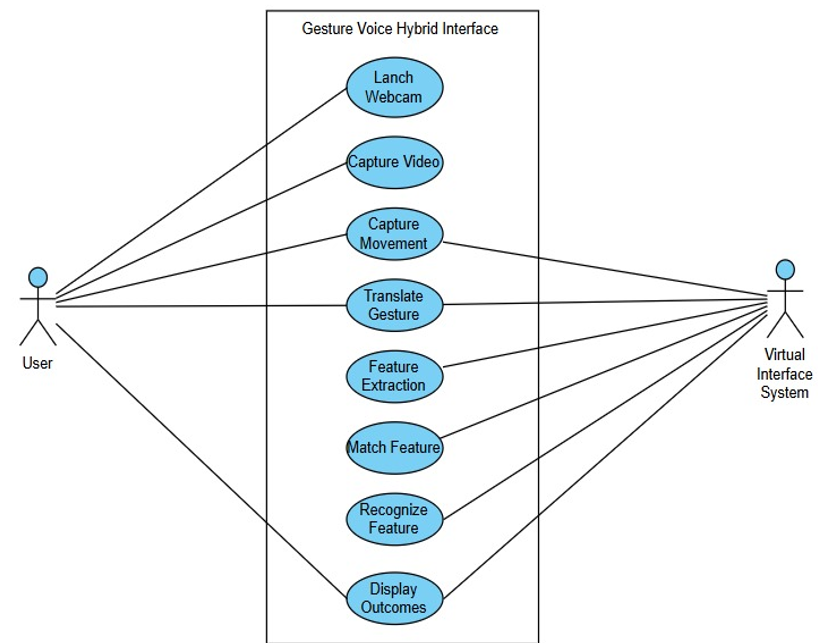 Gesture Voice Hybrid Interface
Lanch
Webcam
Capture Video
Capture
Movement
Translate
Gesture
Feature
Extraction
Match Feature
Recognize
Feature
Display
Outcomes
User
Virtual
Interface
System